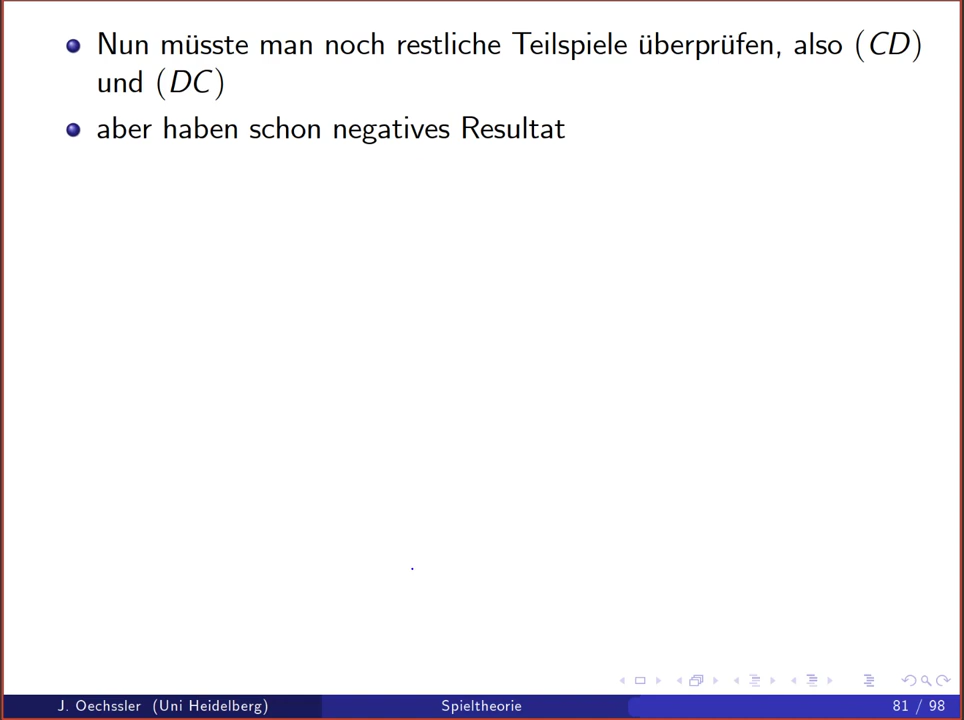 Nun müsste man noch restliche Teilspiele überprüfen, also (CD)
und (DC)
aber haben schon negatives Resultat
J. Oechssler (Uni Heidelberg) Spieltheorie 81 / 98